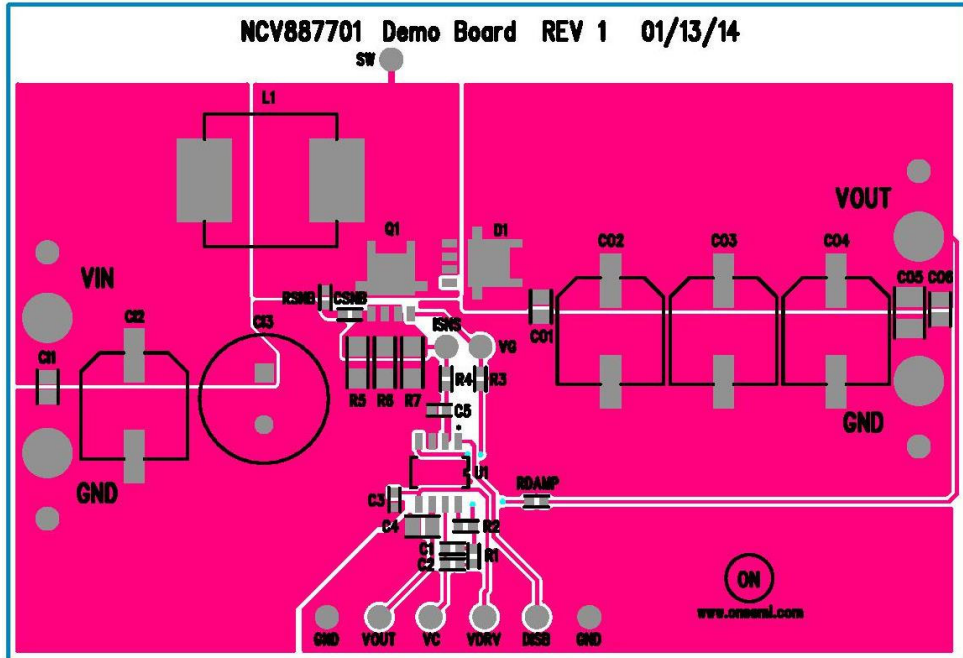 NCV887701 Demo Board REV 1 01/13/14
SW
L1
VOUT
Q1
D1
CO2
CO3
CO4
VIN
CO5
CO6
RSNB
CSNB
CI2
CI3
ISNS
CO1
VG
CI1
R4
R3
R5
R6
R7
C5
GND
U1
GND
RDAMP
C3
C4
R2
C1
R1
C2
ON
www.onsemi.com
GND
VOUT
VC
VDRV
DISB
GND